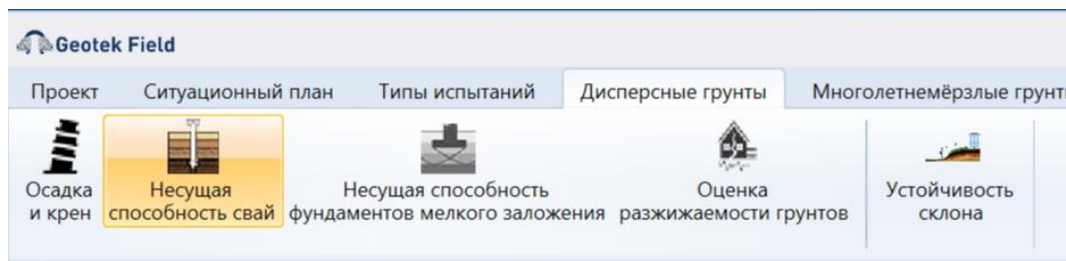 Geotek Field
Проект Ситуационный план Типы испытаний Дисперсные грунты Многолетнемёрзлые грунты
Осадка и крен
Несущая способность свай
Несущая способность фундаментов мелкого заложения
Оценка разжижаемости грунтов
Устойчивость склона